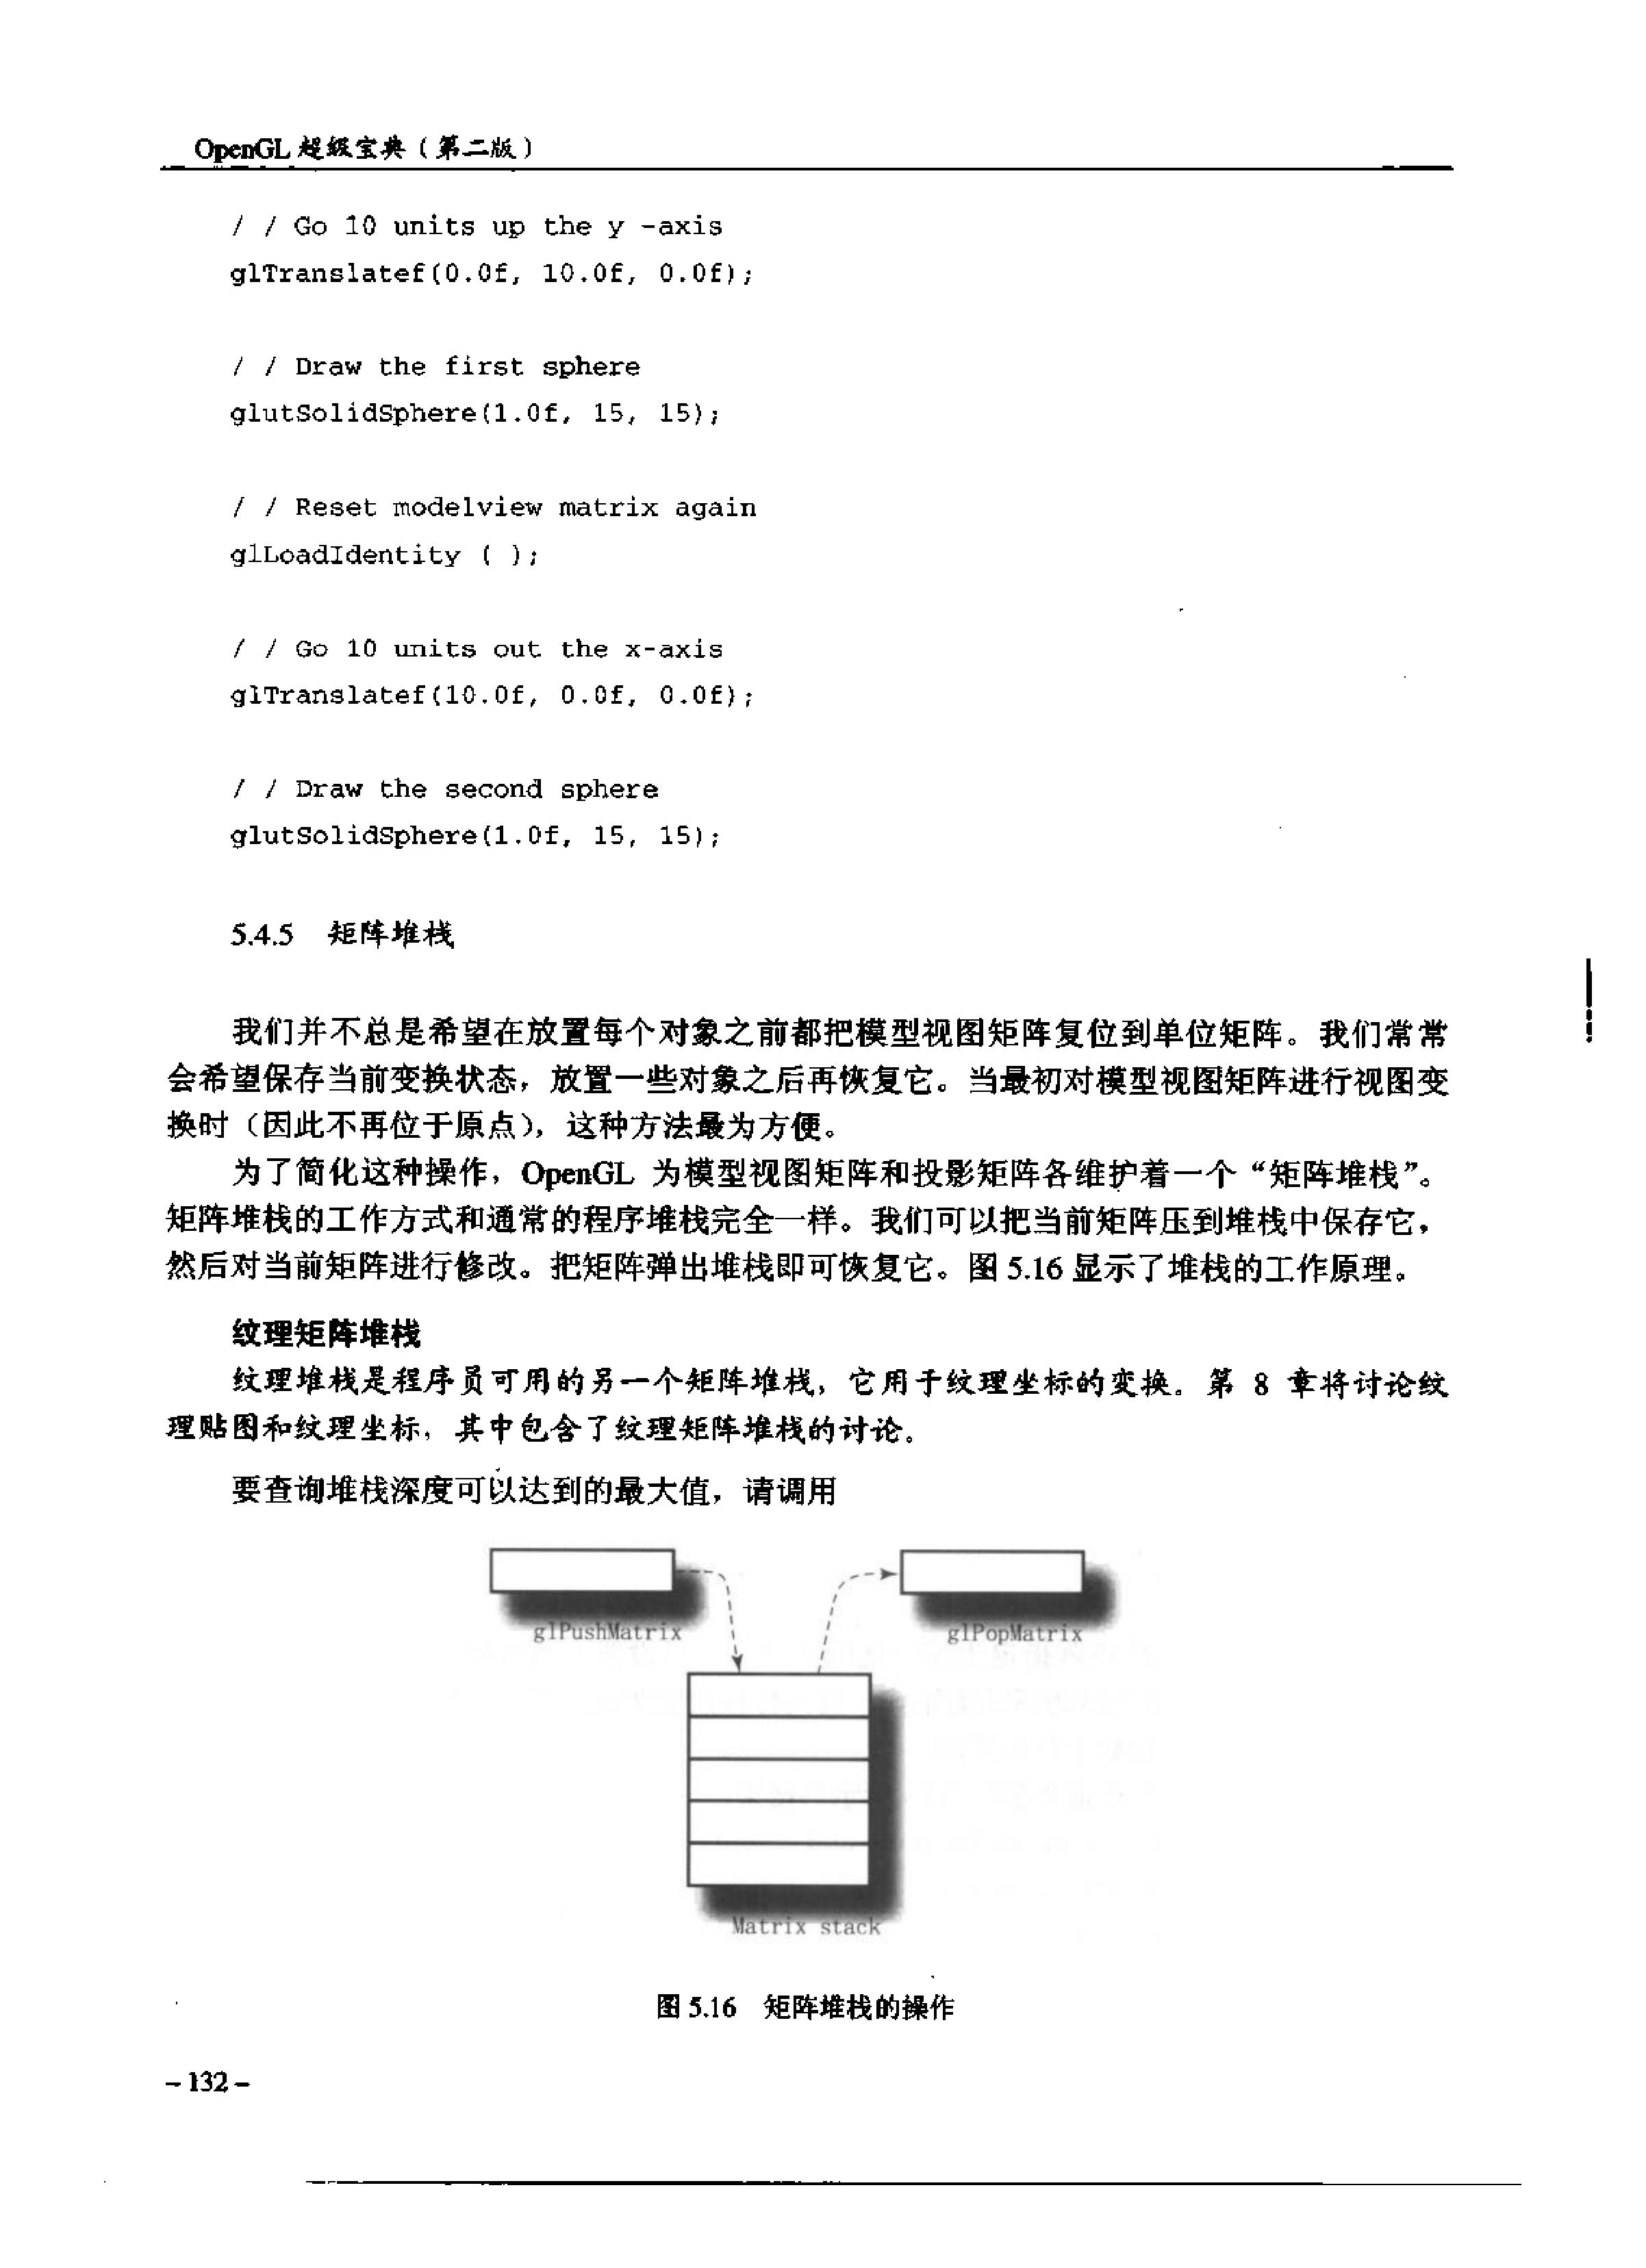 OpenGL 超级宝典（第二版）
/ / Go 10 units up the y -axis
glTranslatef(0.0f, 10.0f, 0.0f);
/ / Draw the first sphere
glutSolidSphere(1.0f, 15, 15);
/ / Reset modelview matrix again
glLoadIdentity ( );
/ / Go 10 units out the x-axis
glTranslatef(10.0f, 0.0f, 0.0f);
/ / Draw the second sphere
glutSolidSphere(1.0f, 15, 15);
5.4.5 矩阵堆栈
我们并不总是希望在放置每个对象之前都把模型视图矩阵复位到单位矩阵。我们常常
会希望保存当前变换状态，放置一些对象之后再恢复它。当最初对模型视图矩阵进行视图变
换时（因此不再位于原点），这种方法最为方便。
为了简化这种操作，OpenGL 为模型视图矩阵和投影矩阵各维护着一个“矩阵堆栈”。
矩阵堆栈的工作方式和通常的程序堆栈完全一样。我们可以把当前矩阵压到堆栈中保存它，
然后对当前矩阵进行修改。把矩阵弹出堆栈即可恢复它。图 5.16 显示了堆栈的工作原理。
纹理矩阵堆栈
纹理堆栈是程序员可用的另一个矩阵堆栈，它用于纹理坐标的变换。第 8 章将讨论纹
理贴图和纹理坐标，其中包含了纹理矩阵堆栈的讨论。
要查询堆栈深度可以达到的最大值，请调用
glPushMatrix
glPopMatrix
Matrix stack
图 5.16 矩阵堆栈的操作
– 132 –